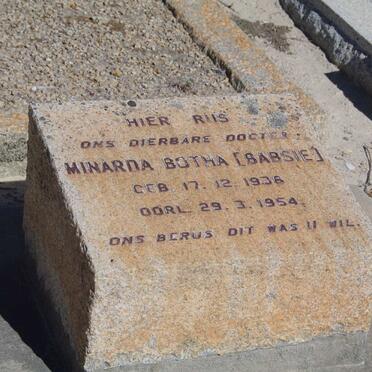 HIER RUS
ONS DIERBARE DOGTER
MINARDA BOTHA [BABSIE]
GEB. 17. 12. 1936
OORL. 29. 3. 1954.
ONS BERUS DIT WAS U WIL.